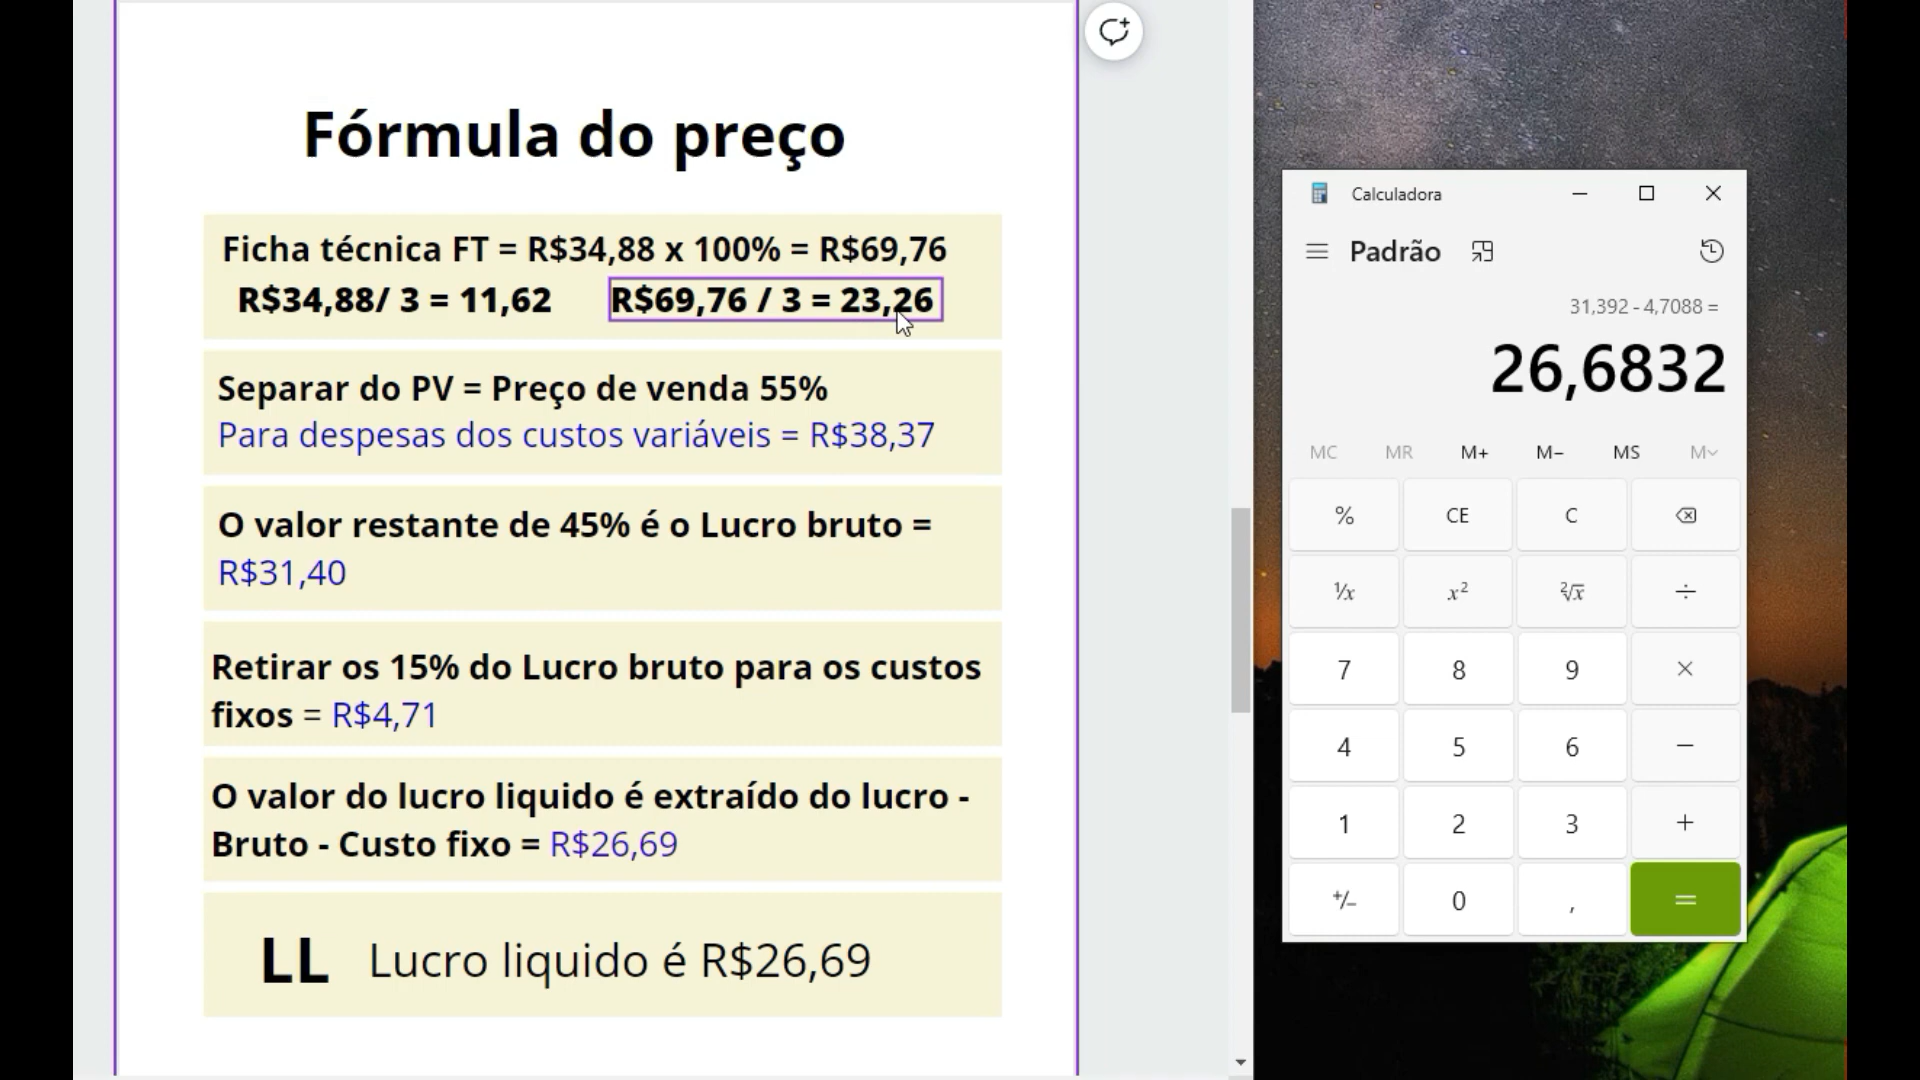 Fórmula do preço
Ficha técnica FT = R$34,88 x 100% = R$69,76
R$34,88/ 3 = 11,62 R$69,76 / 3 = 23,26
Separar do PV = Preço de venda 55%
Para despesas dos custos variáveis = R$38,37
O valor restante de 45% é o Lucro bruto =
R$31,40
Retirar os 15% do Lucro bruto para os custos
fixos = R$4,71
O valor do lucro liquido é extraído do lucro -
Bruto - Custo fixo = R$26,69
LL Lucro liquido é R$26,69
Calculadora
Padrão
31,392 - 4,7088 =
26,6832
MC MR M+ M− MS M
% CE C
¹/x x² ²√x ÷
7 8 9 ×
4 5 6 −
1 2 3 +
+/− 0 , =